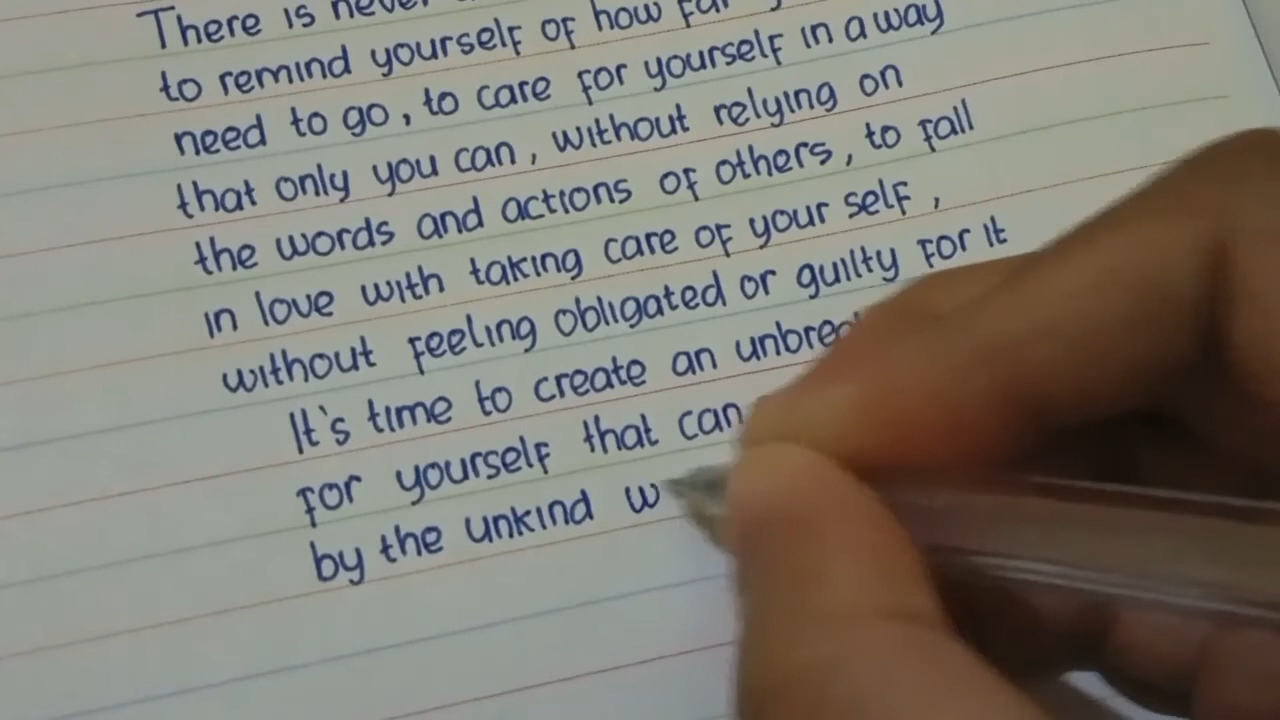 There is never
to remind yourself of how far
need to go, to care for yourself in a way
that only you can, without relying on
the words and actions of others, to fall
in love with taking care of your self,
without feeling obligated or guilty for it
It's time to create an
for yourself that can
by the unkind w